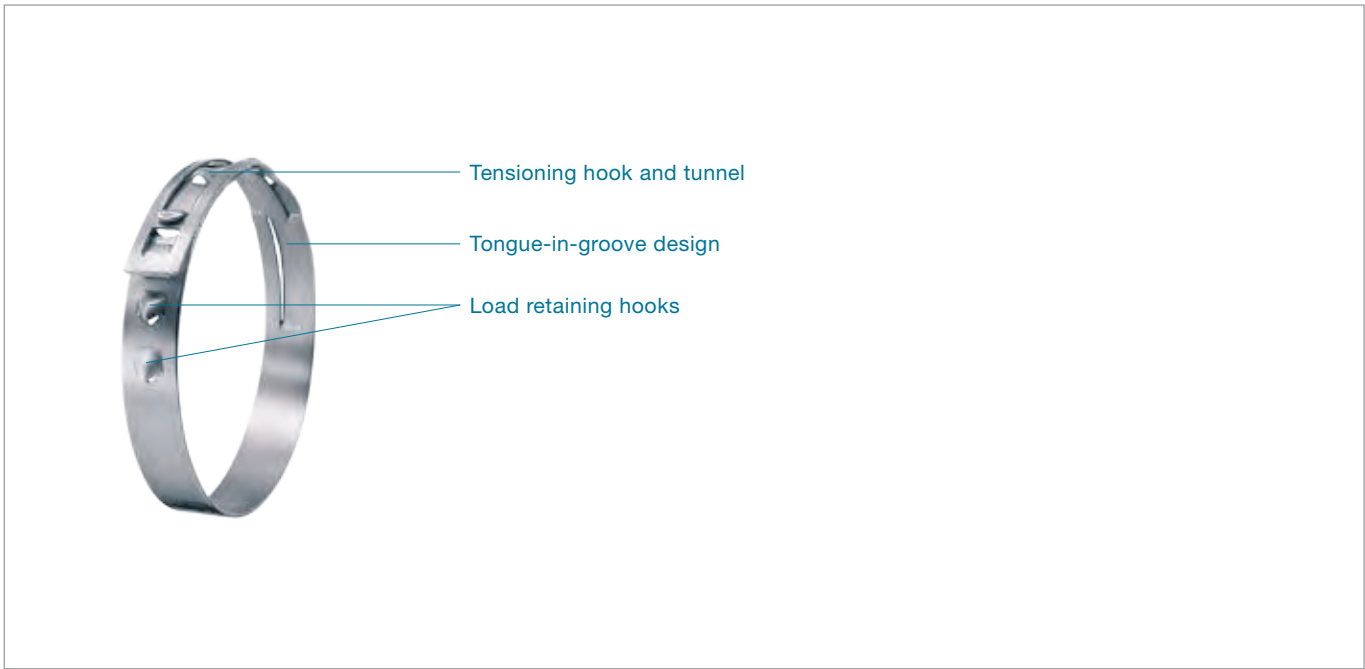 Tensioning hook and tunnel
Tongue-in-groove design
Load retaining hooks